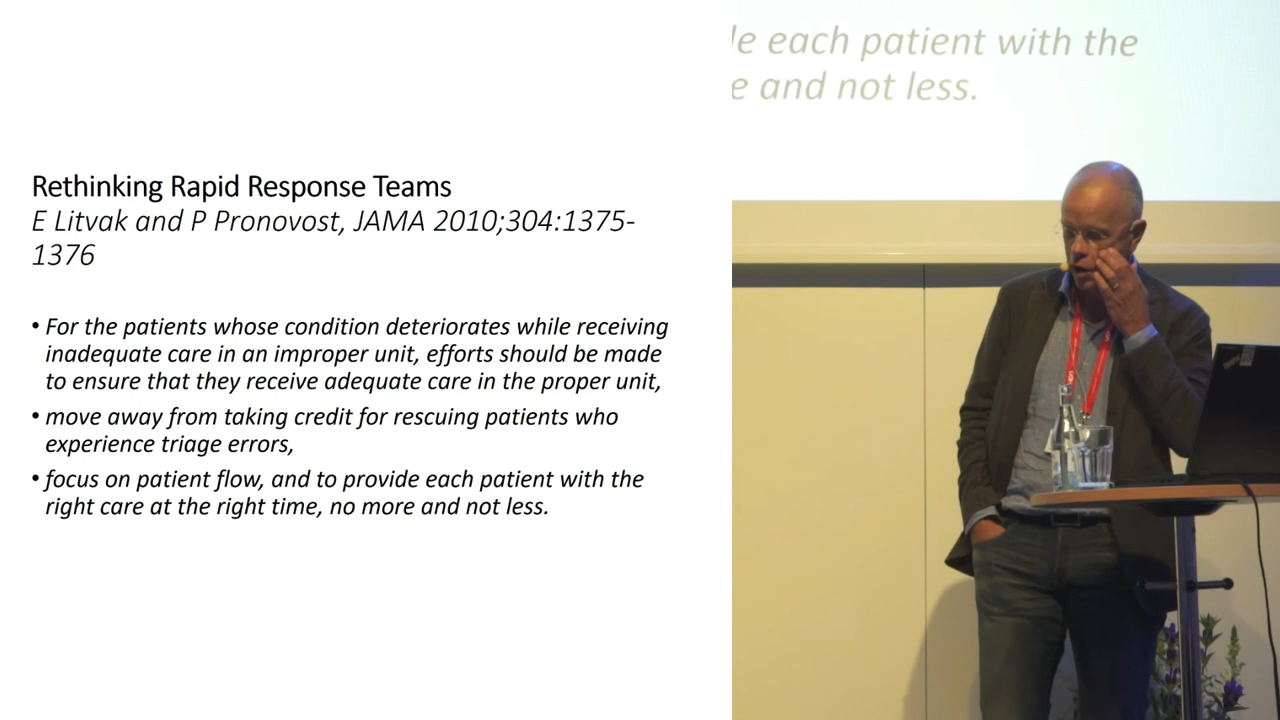 Rethinking Rapid Response Teams
E Litvak and P Pronovost, JAMA 2010;304:1375-
1376
• For the patients whose condition deteriorates while receiving
inadequate care in an improper unit, efforts should be made
to ensure that they receive adequate care in the proper unit,
• move away from taking credit for rescuing patients who
experience triage errors,
• focus on patient flow, and to provide each patient with the
right care at the right time, no more and not less.
each patient with the
and not less.